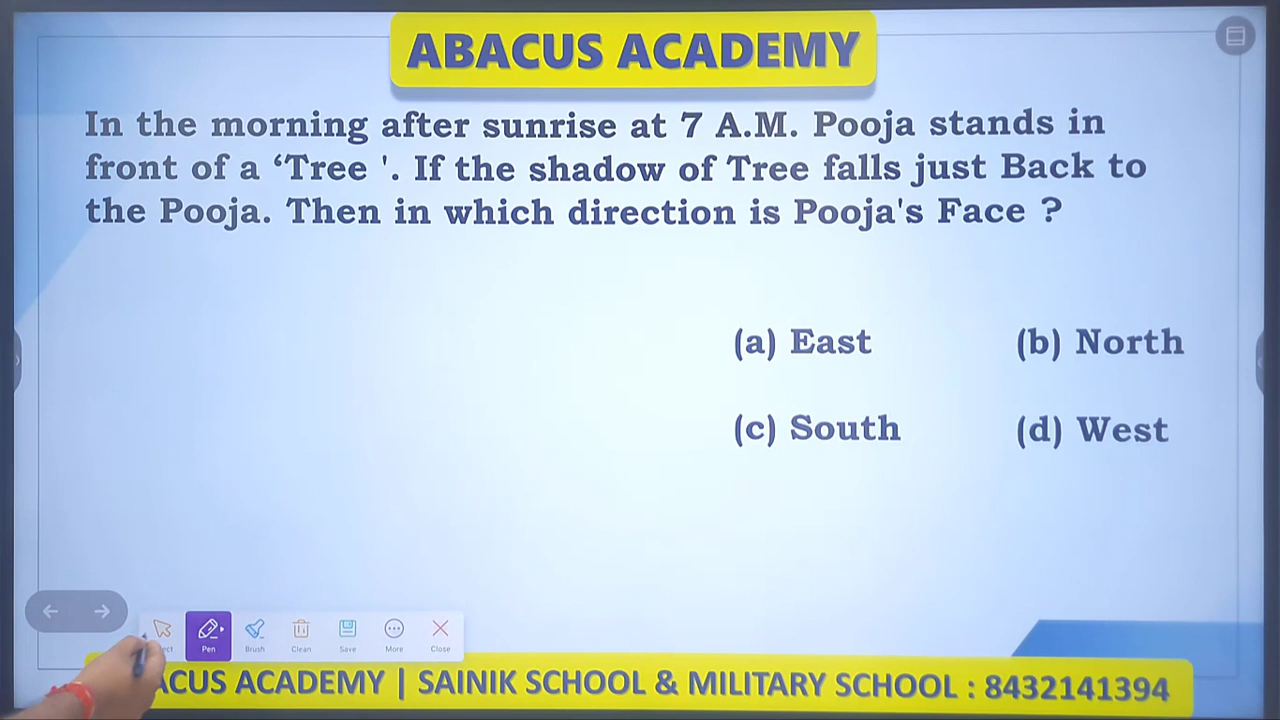 ABACUS ACADEMY
In the morning after sunrise at 7 A.M. Pooja stands in
front of a ‘Tree '. If the shadow of Tree falls just Back to
the Pooja. Then in which direction is Pooja's Face ?
(a) East (b) North
(c) South (d) West
Pen Brush Clean Save More Close
ACUS ACADEMY | SAINIK SCHOOL & MILITARY SCHOOL : 8432141394